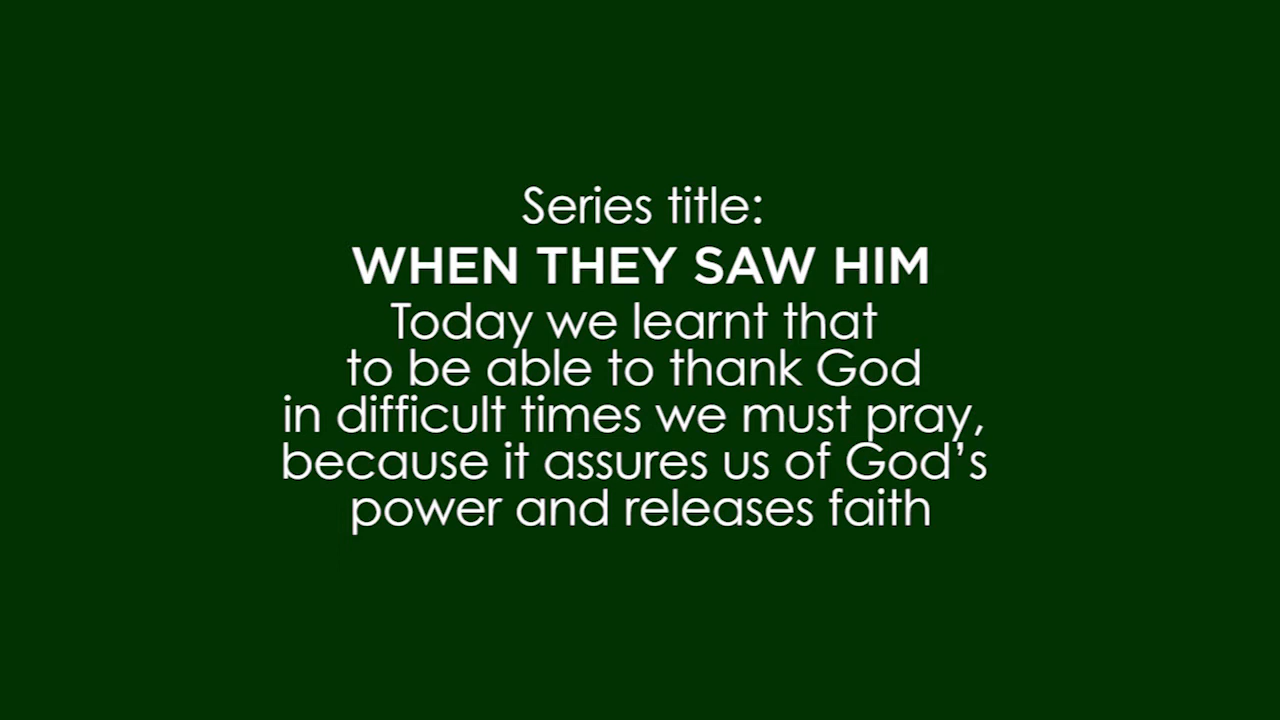 Series title:
WHEN THEY SAW HIM
Today we learnt that
to be able to thank God
in difficult times we must pray,
because it assures us of God’s
power and releases faith